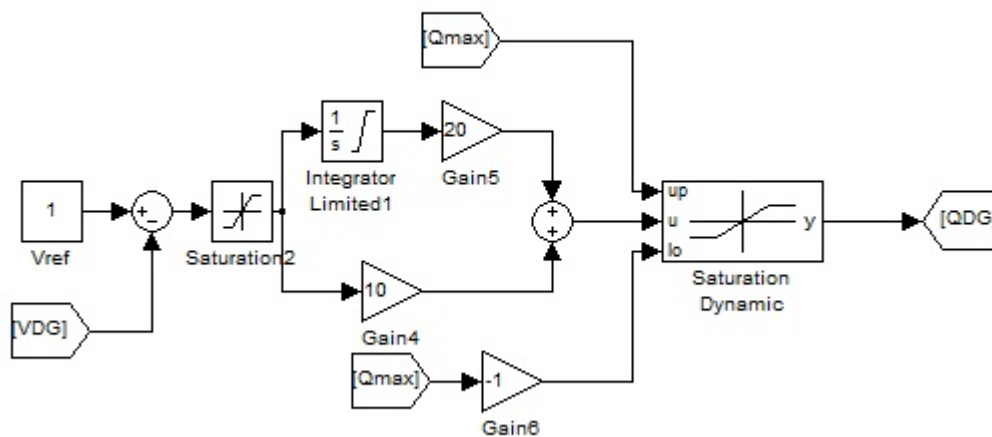 [Qmax]
1
s
20
Integrator
Limited1
Gain5
1
+
−
Vref
Saturation2
+
+
up
u
lo
y
[QDG
Saturation
Dynamic
[VDG]
10
Gain4
[Qmax]
-1
Gain6